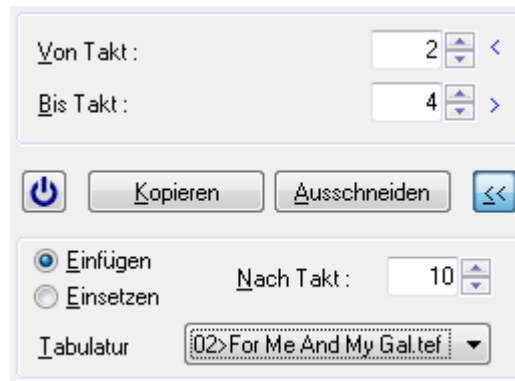 Von Takt : 2 <
Bis Takt : 4 >
Kopieren Ausschneiden <<
Einfügen
Nach Takt : 10
Einsetzen
Tabulatur 02>For Me And My Gal.tef